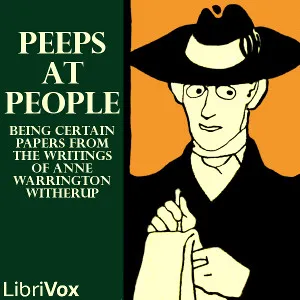 PEEPS
AT
PEOPLE
BEING CERTAIN
PAPERS FROM
THE WRITINGS
OF ANNE
WARRINGTON
WITHERUP
LibriVox